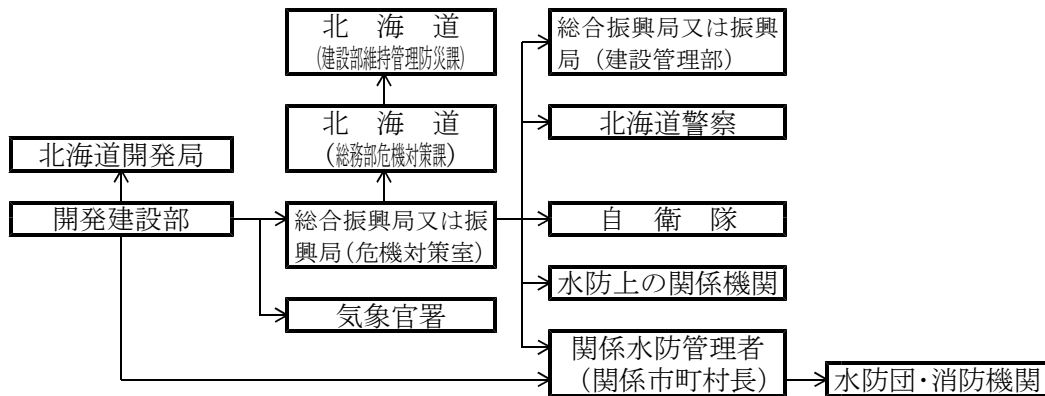 北　海　道
(建設部維持管理防災課)
総合振興局又は振興
局（建設管理部）
北　海　道
(総務部危機対策課)
北海道警察
北海道開発局
開発建設部
総合振興局又は振
興局(危機対策室)
自　衛　隊
水防上の関係機関
気象官署
関係水防管理者
（関係市町村長）
水防団・消防機関